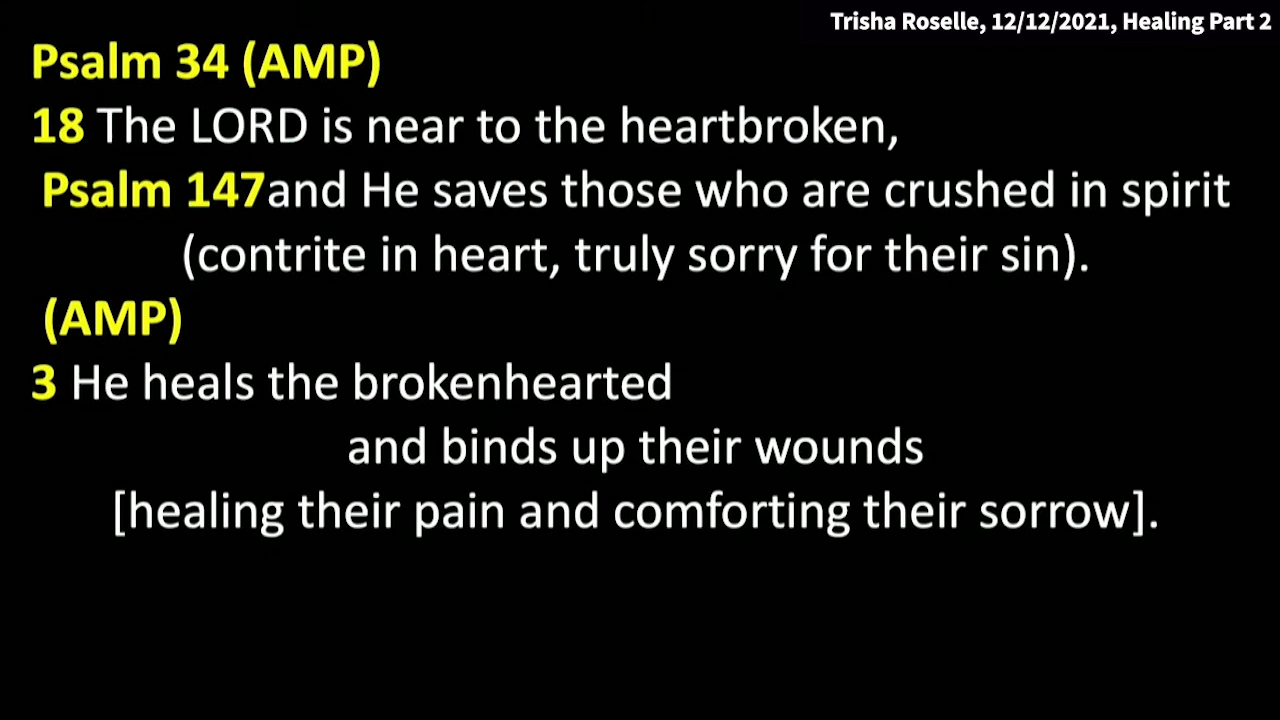 Trisha Roselle, 12/12/2021, Healing Part 2
Psalm 34 (AMP)
18 The LORD is near to the heartbroken,
Psalm 147and He saves those who are crushed in spirit
(contrite in heart, truly sorry for their sin).
(AMP)
3 He heals the brokenhearted
and binds up their wounds
[healing their pain and comforting their sorrow].